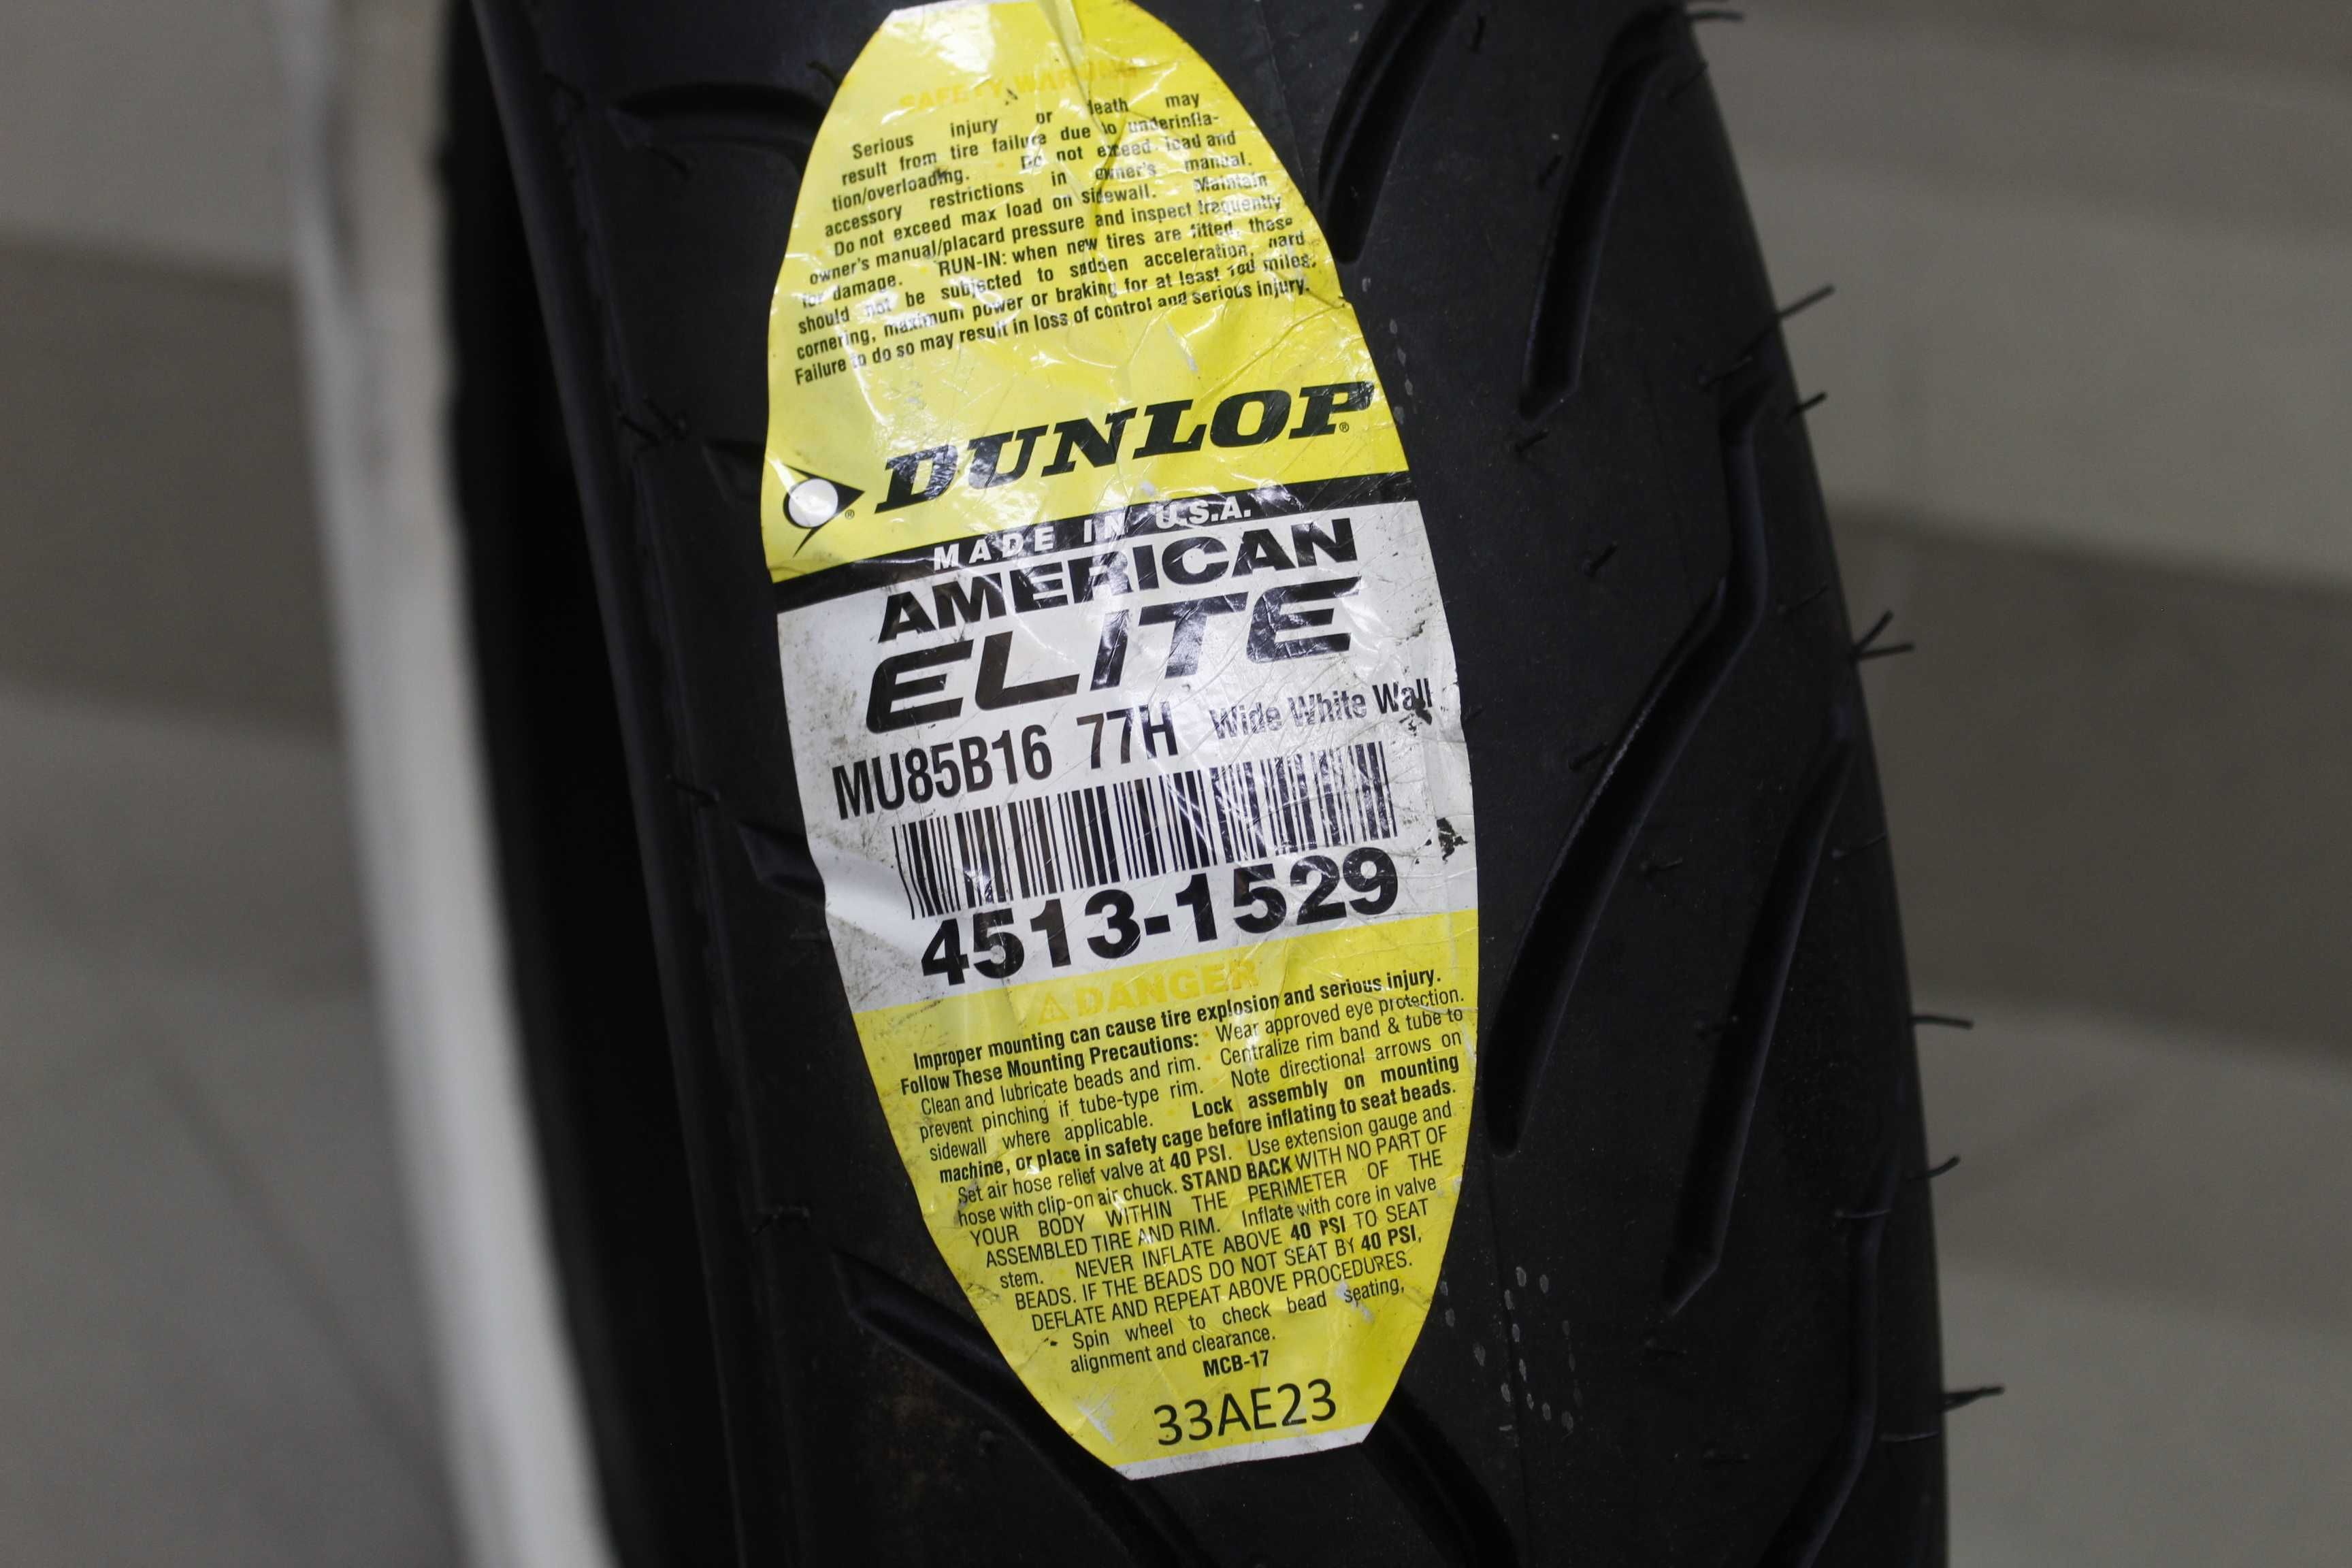 SAFETY WARNING
Serious injury or death may
result from tire failure due to underinfla-
tion/overloading. Do not exceed load and
accessory restrictions in owner's manual.
Do not exceed max load on sidewall. Maintain
owner's manual/placard pressure and inspect frequently
for damage. RUN-IN: when new tires are fitted, these
should not be subjected to sudden acceleration, hard
cornering, maximum power or braking for at least 100 miles.
Failure to do so may result in loss of control and serious injury.
DUNLOP®
MADE IN U.S.A.
AMERICAN
ELITE
MU85B16 77H Wide White Wall
4513-1529
⚠DANGER
Improper mounting can cause tire explosion and serious injury.
Follow These Mounting Precautions: Wear approved eye protection.
Clean and lubricate beads and rim. Centralize rim band & tube to
prevent pinching if tube-type rim. Note directional arrows on
sidewall where applicable. Lock assembly on mounting
machine, or place in safety cage before inflating to seat beads.
Set air hose relief valve at 40 PSI. Use extension gauge and
hose with clip-on air chuck. STAND BACK WITH NO PART OF
YOUR BODY WITHIN THE PERIMETER OF THE
ASSEMBLED TIRE AND RIM. Inflate with core in valve
stem. NEVER INFLATE ABOVE 40 PSI TO SEAT
BEADS. IF THE BEADS DO NOT SEAT BY 40 PSI,
DEFLATE AND REPEAT ABOVE PROCEDURES.
Spin wheel to check bead seating,
alignment and clearance.
MCB-17
33AE23